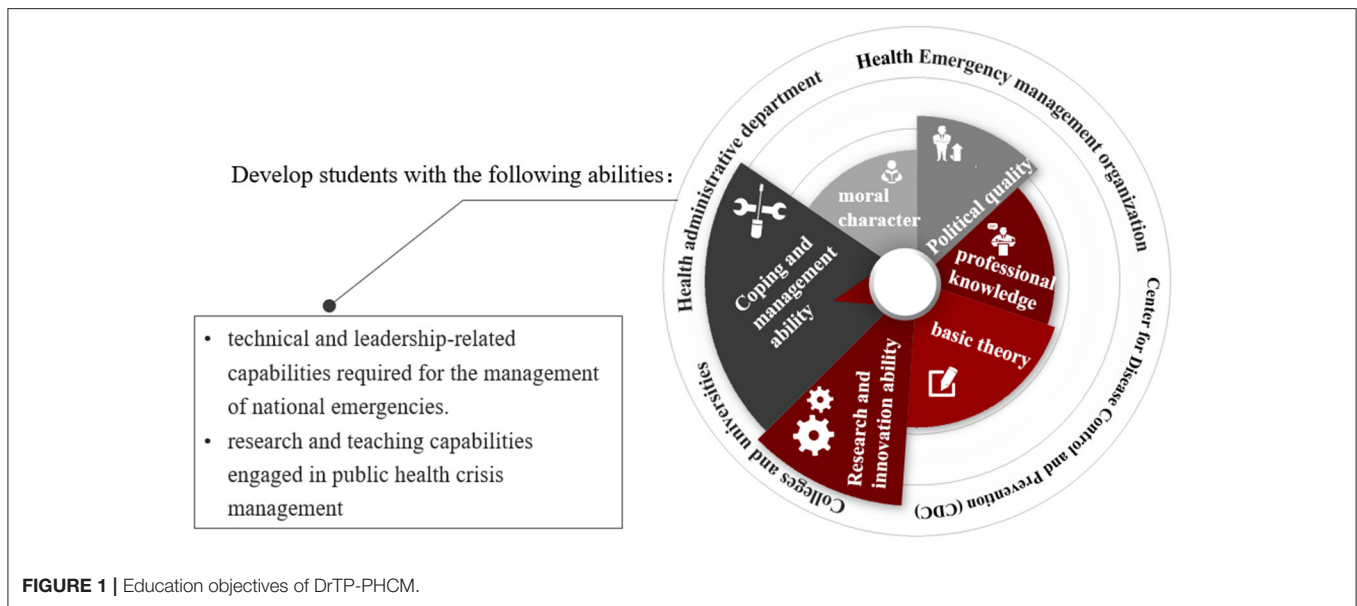 Develop students with the following abilities：
• technical and leadership-related
capabilities required for the management
of national emergencies.
• research and teaching capabilities
engaged in public health crisis
management
Health administrative department
Health Emergency management organization
Center for Disease Control and Prevention (CDC)
Colleges and universities
moral
character
Political quality
professional
knowledge
basic theory
Research and
innovation ability
Coping and
management
ability
FIGURE 1 | Education objectives of DrTP-PHCM.